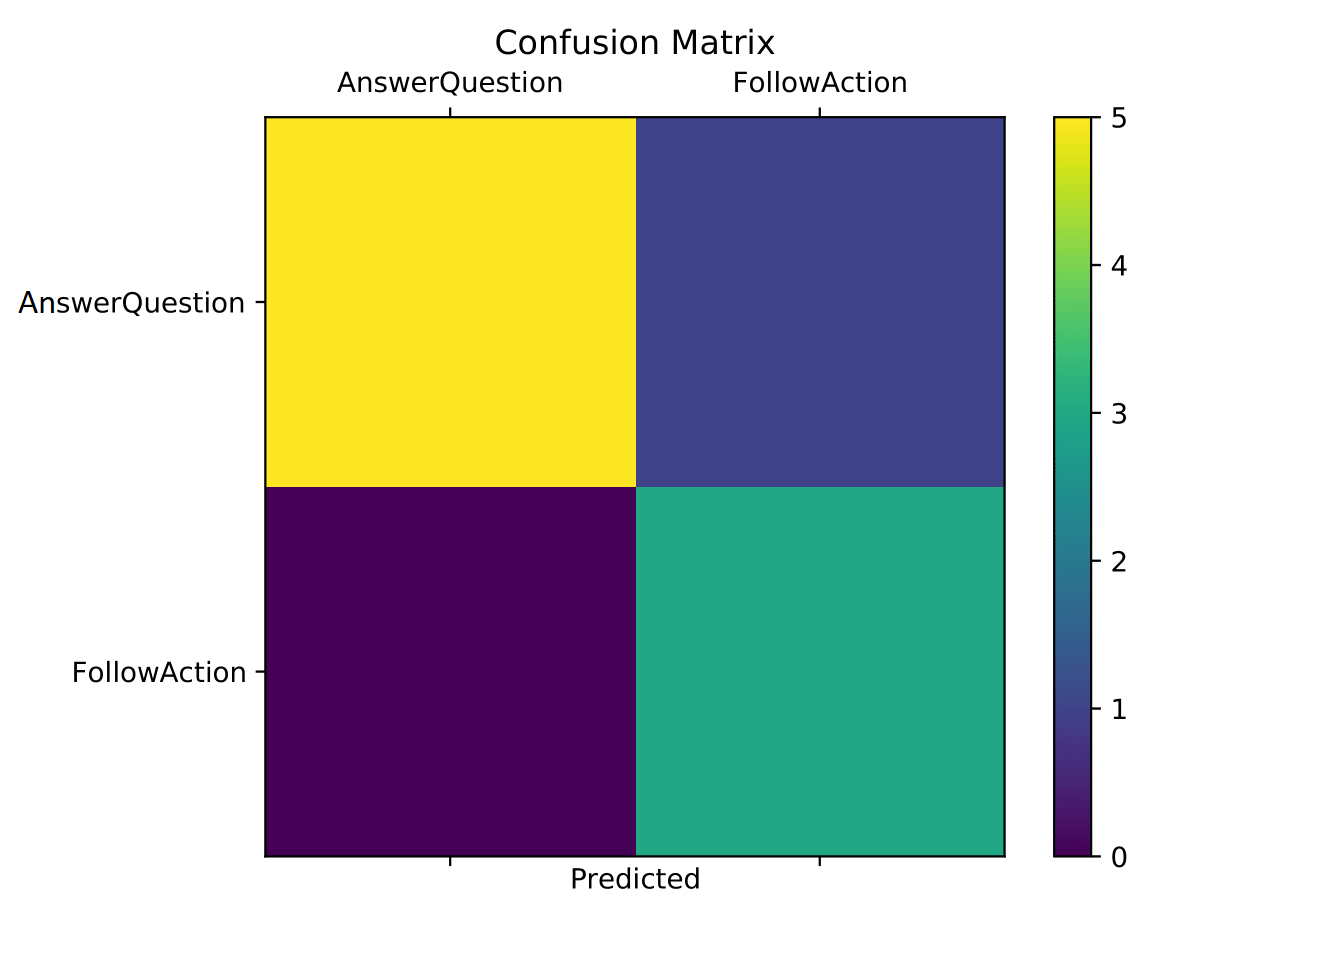 Confusion Matrix
AnswerQuestion FollowAction
5
4
3
2
1
0
AnswerQuestion
FollowAction
Predicted